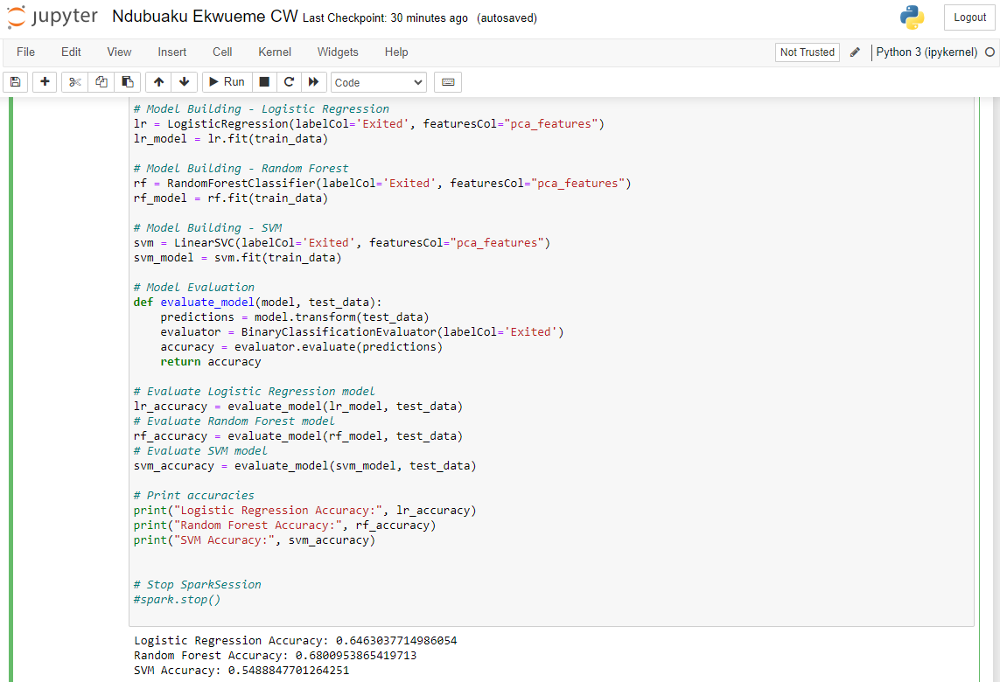 jupyter Ndubuaku Ekwueme CW Last Checkpoint: 30 minutes ago (autosaved) Logout
File Edit View Insert Cell Kernel Widgets Help Not Trusted Python 3 (ipykernel)
Run Code
# Model Building - Logistic Regression
lr = LogisticRegression(labelCol='Exited', featuresCol="pca_features")
lr_model = lr.fit(train_data)
# Model Building - Random Forest
rf = RandomForestClassifier(labelCol='Exited', featuresCol="pca_features")
rf_model = rf.fit(train_data)
# Model Building - SVM
svm = LinearSVC(labelCol='Exited', featuresCol="pca_features")
svm_model = svm.fit(train_data)
# Model Evaluation
def evaluate_model(model, test_data):
    predictions = model.transform(test_data)
    evaluator = BinaryClassificationEvaluator(labelCol='Exited')
    accuracy = evaluator.evaluate(predictions)
    return accuracy
# Evaluate Logistic Regression model
lr_accuracy = evaluate_model(lr_model, test_data)
# Evaluate Random Forest model
rf_accuracy = evaluate_model(rf_model, test_data)
# Evaluate SVM model
svm_accuracy = evaluate_model(svm_model, test_data)
# Print accuracies
print("Logistic Regression Accuracy:", lr_accuracy)
print("Random Forest Accuracy:", rf_accuracy)
print("SVM Accuracy:", svm_accuracy)
# Stop SparkSession
#spark.stop()
Logistic Regression Accuracy: 0.6463037714986054
Random Forest Accuracy: 0.6800953865419713
SVM Accuracy: 0.5488847701264251